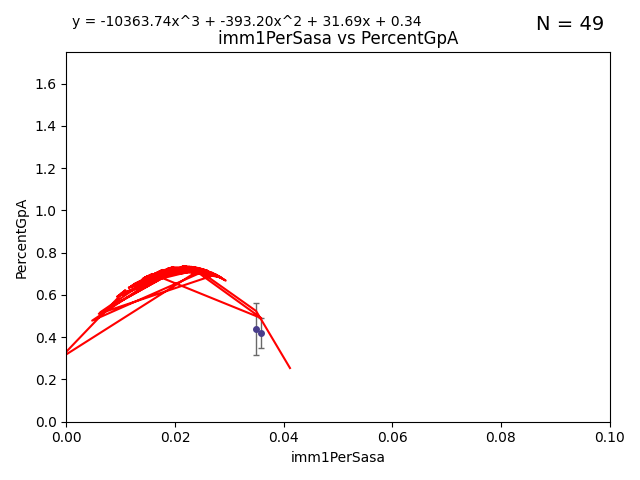 y = -10363.74x^3 + -393.20x^2 + 31.69x + 0.34
N = 49
imm1PerSasa vs PercentGpA
PercentGpA
1.6
1.4
1.2
1.0
0.8
0.6
0.4
0.2
0.0
0.00 0.02 0.04 0.06 0.08 0.10
imm1PerSasa